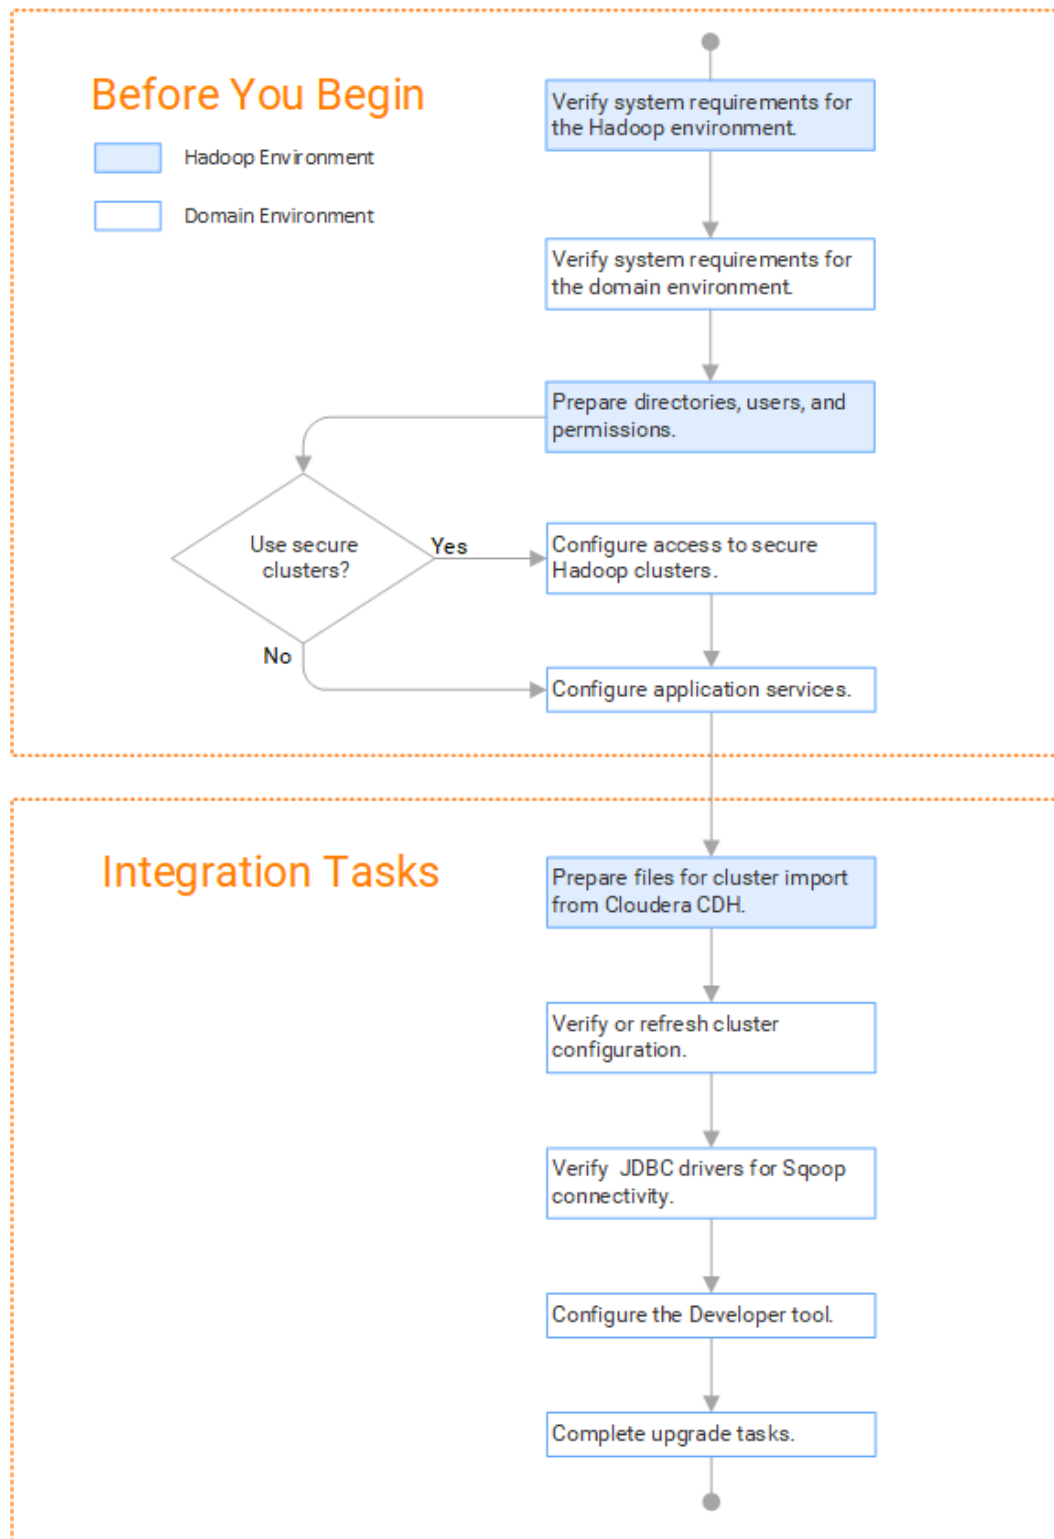 Before You Begin
Hadoop Environment
Domain Environment
Verify system requirements for
the Hadoop environment.
Verify system requirements for
the domain environment.
Prepare directories, users, and
permissions.
Use secure
clusters?
Yes
No
Configure access to secure
Hadoop clusters.
Configure application services.
Integration Tasks
Prepare files for cluster import
from Cloudera CDH.
Verify or refresh cluster
configuration.
Verify JDBC drivers for Sqoop
connectivity.
Configure the Developer tool.
Complete upgrade tasks.